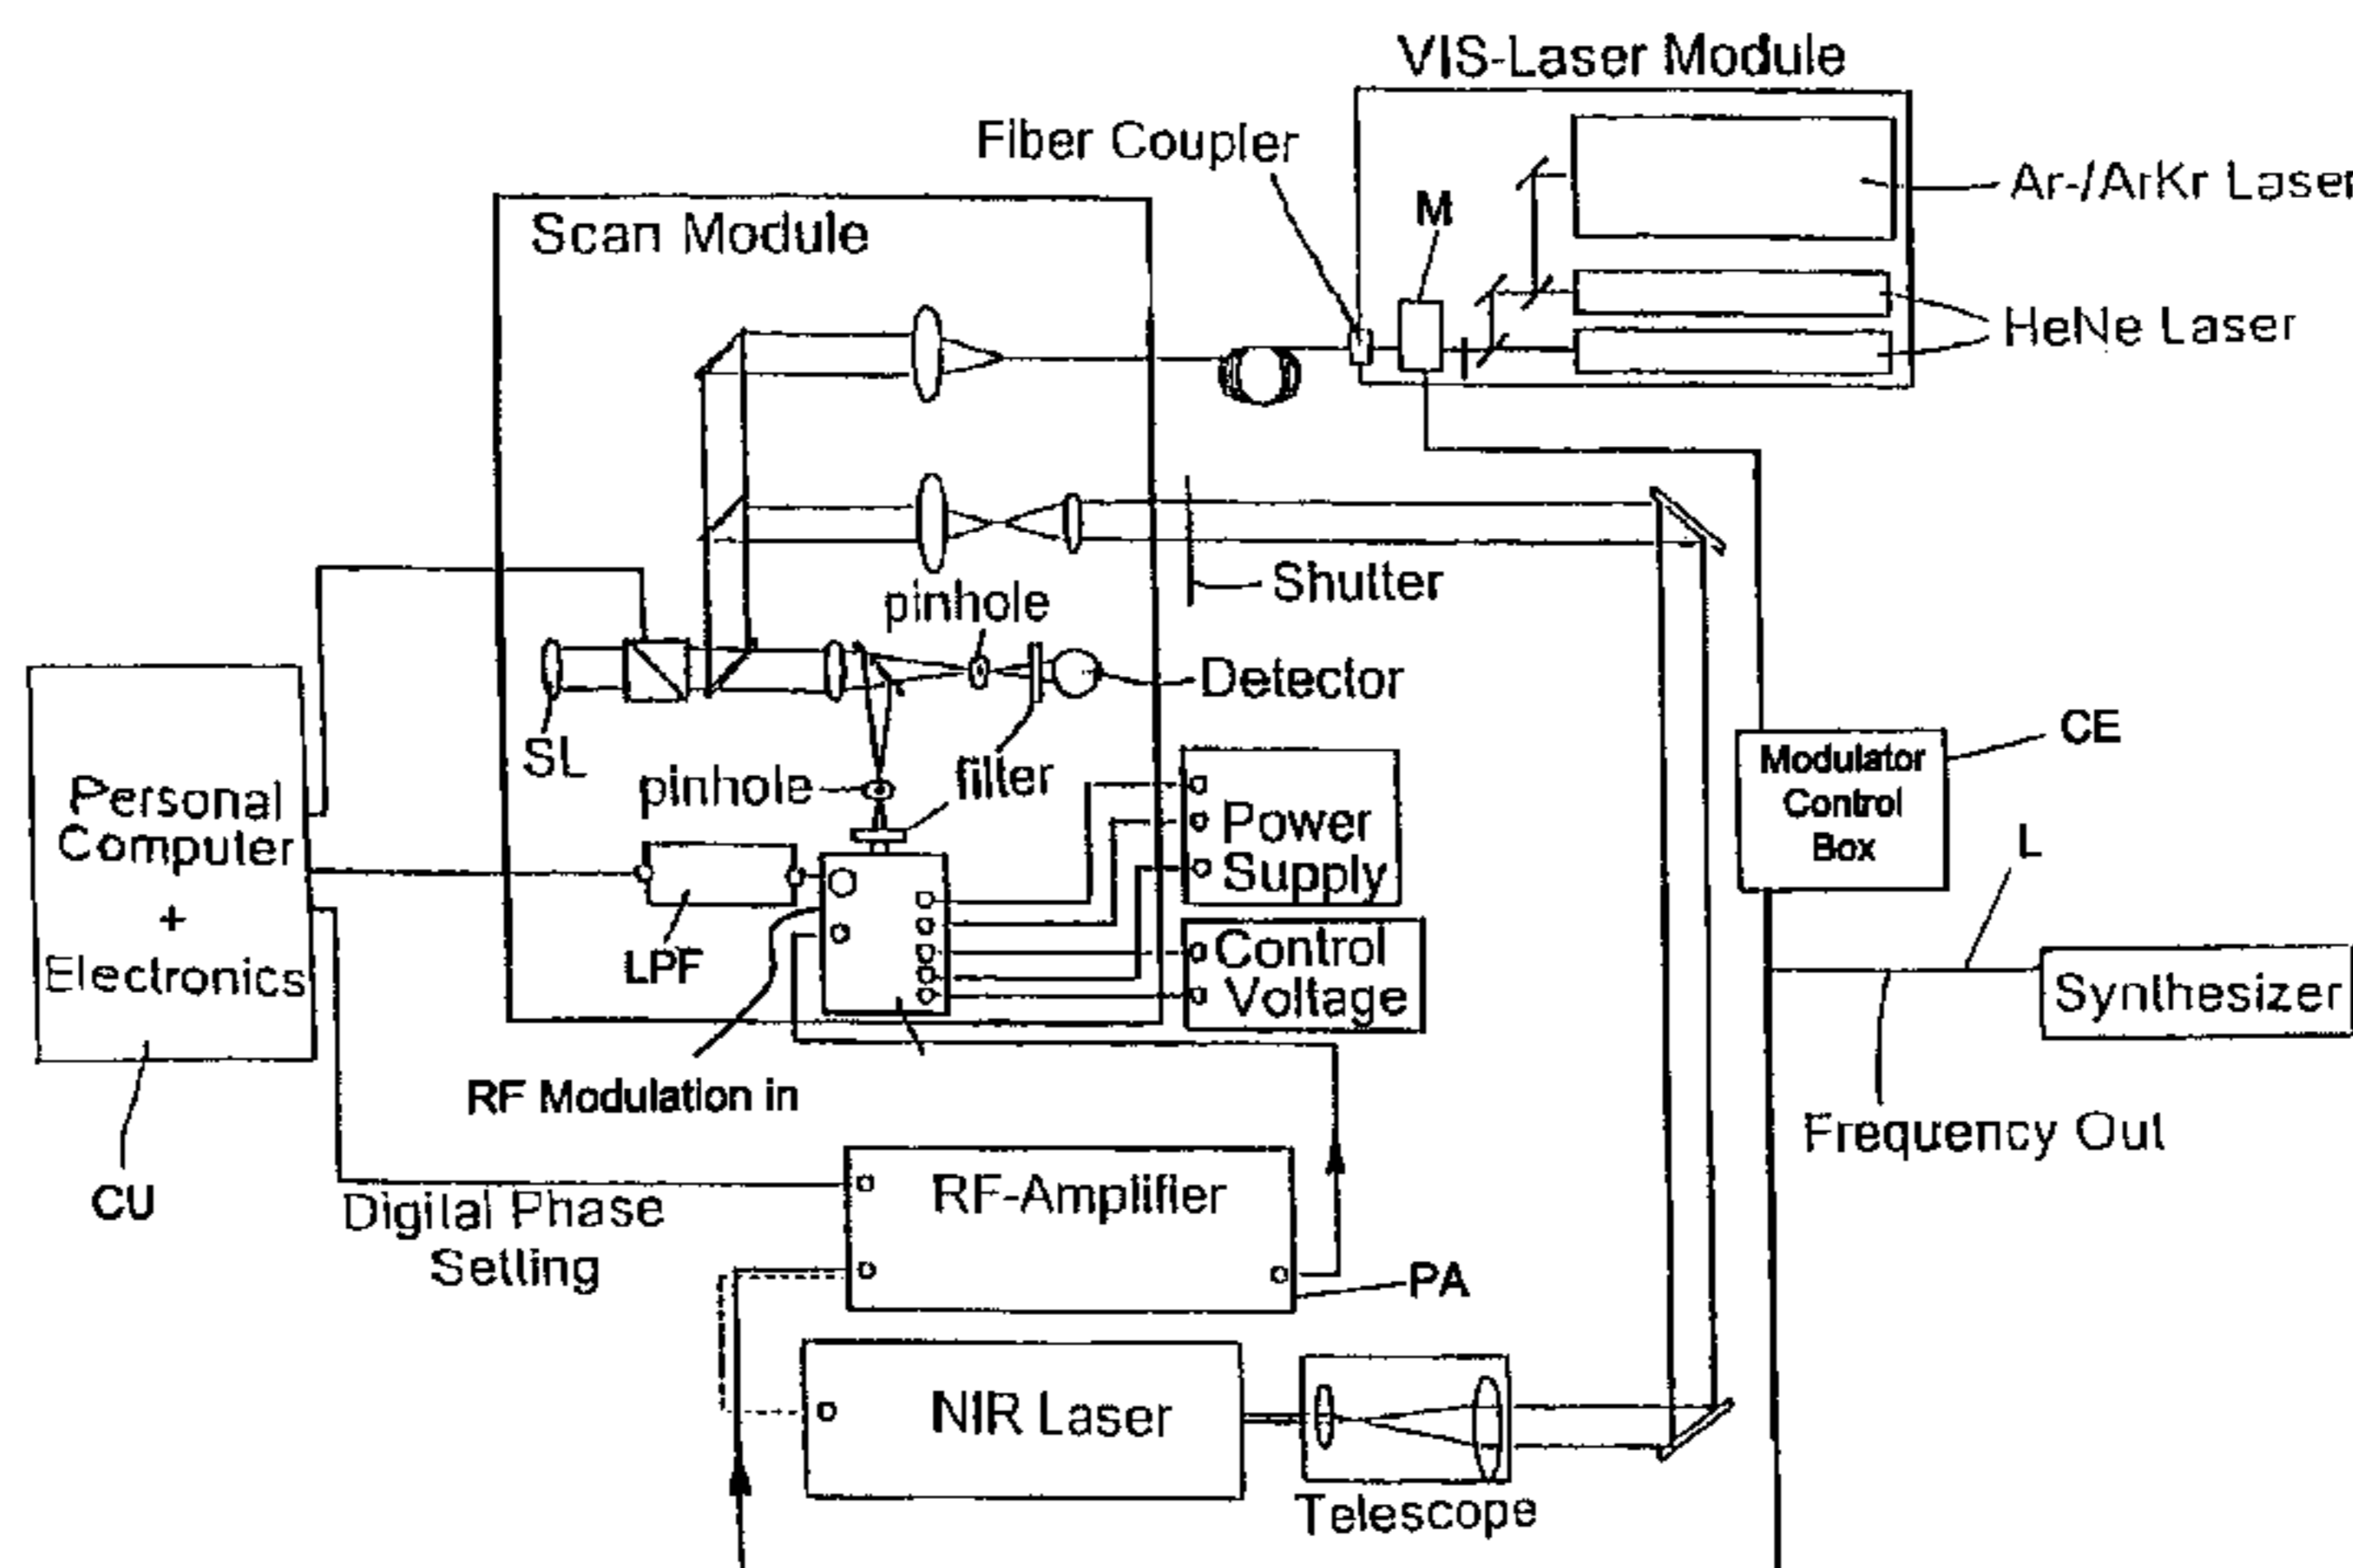 VIS-Laser Module
Fiber Coupler
Ar-/ArKr Laser
M
Scan Module
HeNe Laser
Shutter
pinhole
Detector
SL
CE
Modulator
Control
Box
pinhole
filter
Personal
Computer
+
Electronics
Power
Supply
L
LPF
Control
Voltage
Synthesizer
RF Modulation in
Frequency Out
CU
Digital Phase
Setting
RF-Amplifier
PA
NIR Laser
Telescope